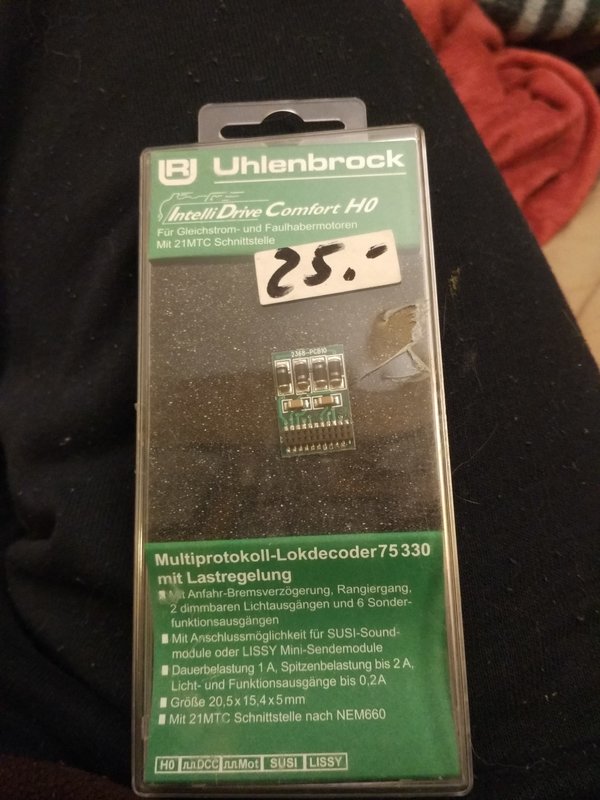 Uhlenbrock
IntelliDrive Comfort H0
Für Gleichstrom- und Faulhabermotoren
Mit 21MTC Schnittstelle
25.-
236B-PCB10
Multiprotokoll-Lokdecoder 75 330
mit Lastregelung
Mit Anfahr-Bremsverzögerung, Rangiergang,
2 dimmbaren Lichtausgängen und 6 Sonder-
funktionsausgängen
Mit Anschlussmöglichkeit für SUSI-Sound-
module oder LISSY Mini-Sendemodule
Dauerbelastung 1 A, Spitzenbelastung bis 2 A,
Licht- und Funktionsausgänge bis 0,2A
Größe 20,5 x 15,4 x 5 mm
Mit 21MTC Schnittstelle nach NEM660
H0 DCC Mot SUSI LISSY